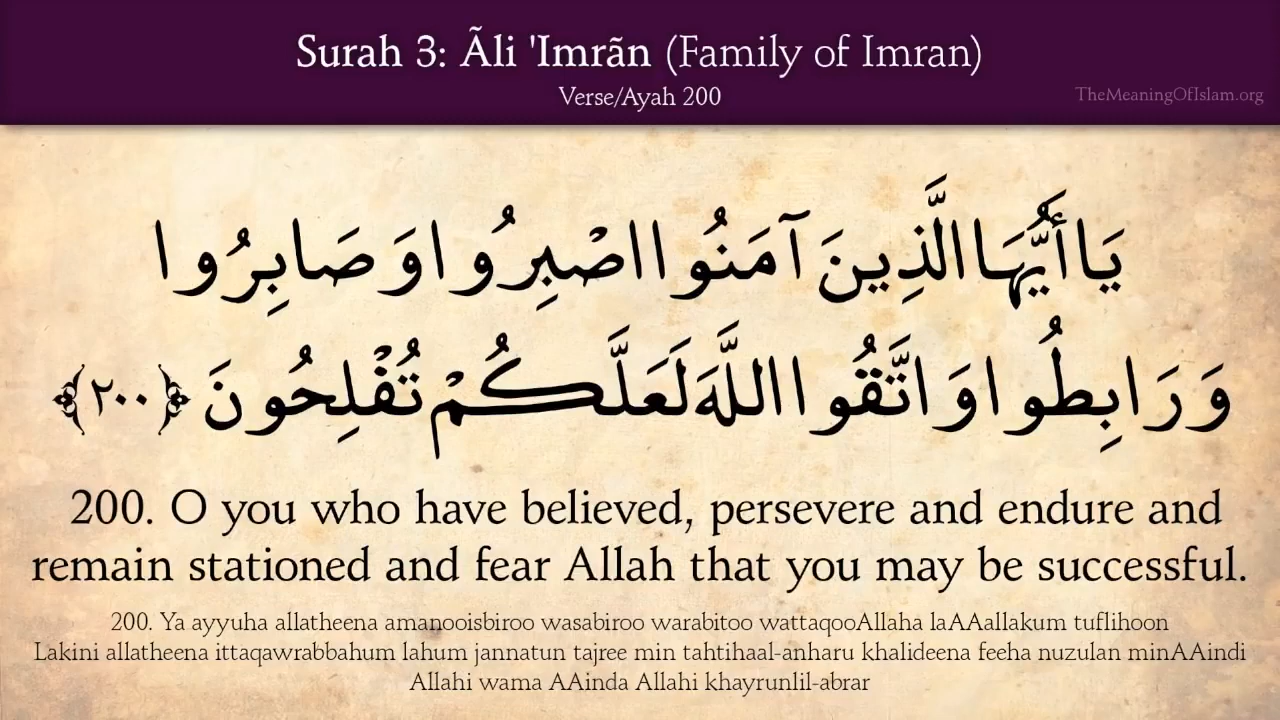 Surah 3: Ãli 'Imrãn (Family of Imran)
Verse/Ayah 200
TheMeaningOfIslam.org
يَا أَيُّهَا الَّذِينَ آمَنُوا اصْبِرُوا وَصَابِرُوا
وَرَابِطُوا وَاتَّقُوا اللَّهَ لَعَلَّكُمْ تُفْلِحُونَ ﴿٢٠٠﴾
200. O you who have believed, persevere and endure and
remain stationed and fear Allah that you may be successful.
200. Ya ayyuha allatheena amanooisbiroo wasabiroo warabitoo wattaqooAllaha laAAallakum tuflihoon
Lakini allatheena ittaqawrabbahum lahum jannatun tajree min tahtihaal-anharu khalideena feeha nuzulan minAAindi
Allahi wama AAinda Allahi khayrunlil-abrar